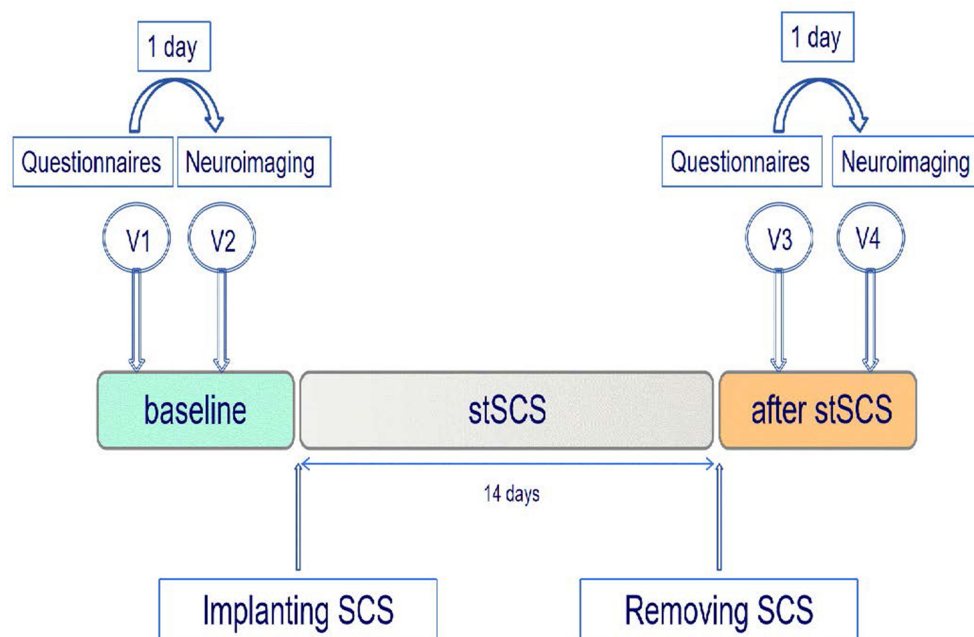 1 day
1 day
Questionnaires
Neuroimaging
Questionnaires
Neuroimaging
V1
V2
V3
V4
baseline
stSCS
after stSCS
14 days
Implanting SCS
Removing SCS